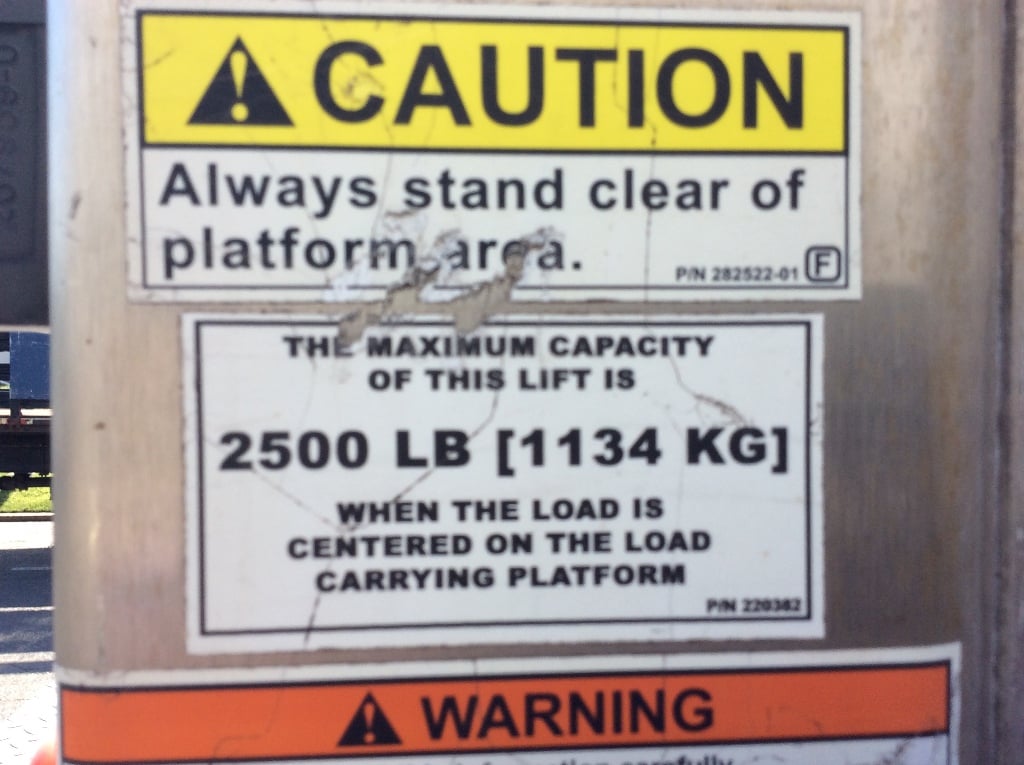 CAUTION
Always stand clear of
platform area.
P/N 282522-01 F
THE MAXIMUM CAPACITY
OF THIS LIFT IS
2500 LB [1134 KG]
WHEN THE LOAD IS
CENTERED ON THE LOAD
CARRYING PLATFORM
P/N 220382
WARNING
carefully